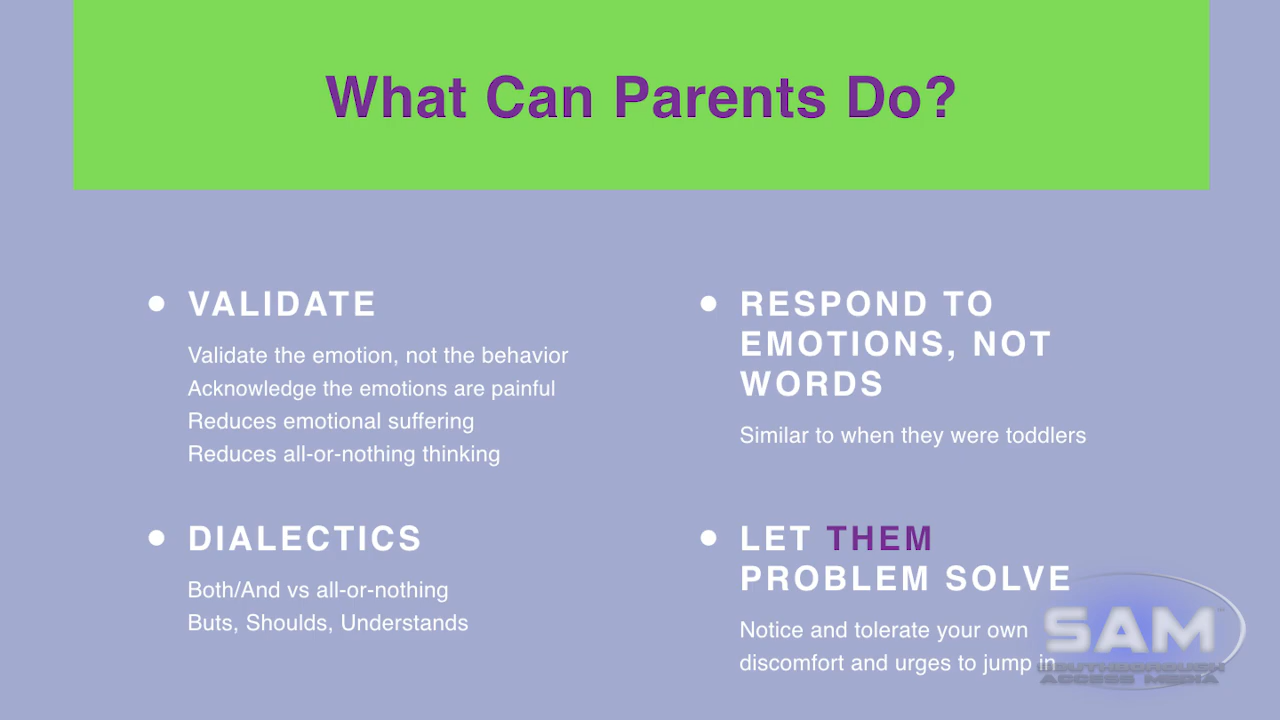 What Can Parents Do?
VALIDATE
Validate the emotion, not the behavior
Acknowledge the emotions are painful
Reduces emotional suffering
Reduces all-or-nothing thinking
RESPOND TO
EMOTIONS, NOT
WORDS
Similar to when they were toddlers
DIALECTICS
Both/And vs all-or-nothing
Buts, Shoulds, Understands
LET THEM
PROBLEM SOLVE
Notice and tolerate your own
discomfort and urges to jump in
SAM
SOUTHBOROUGH
ACCESS MEDIA